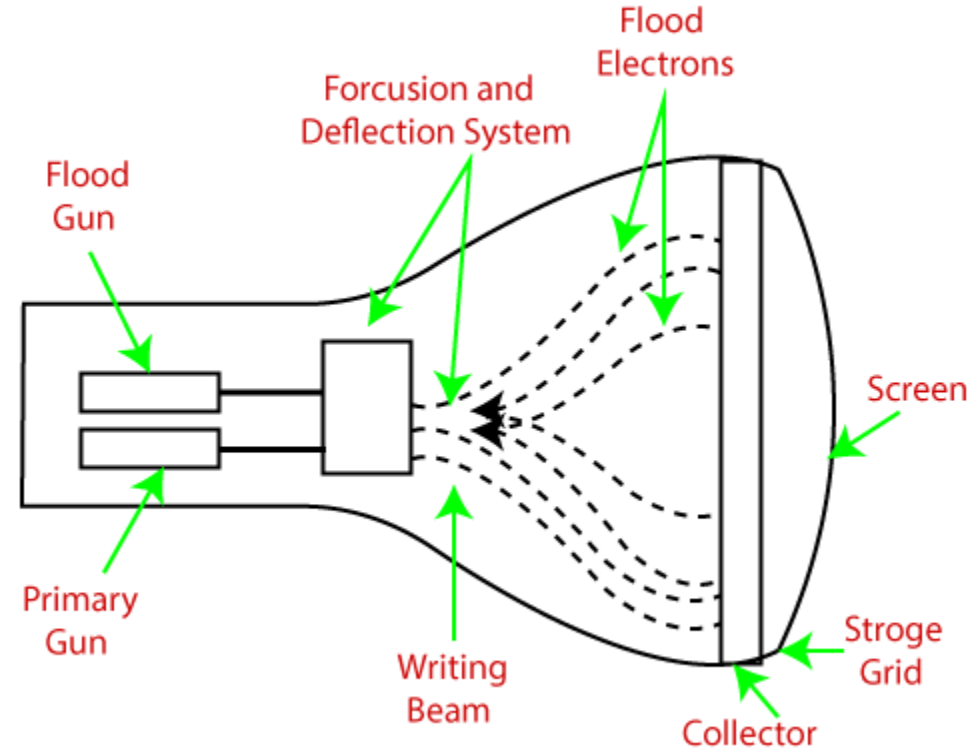 Flood
Electrons
Forcusion and
Deflection System
Flood
Gun
Screen
Primary
Gun
Stroge
Grid
Writing
Beam
Collector